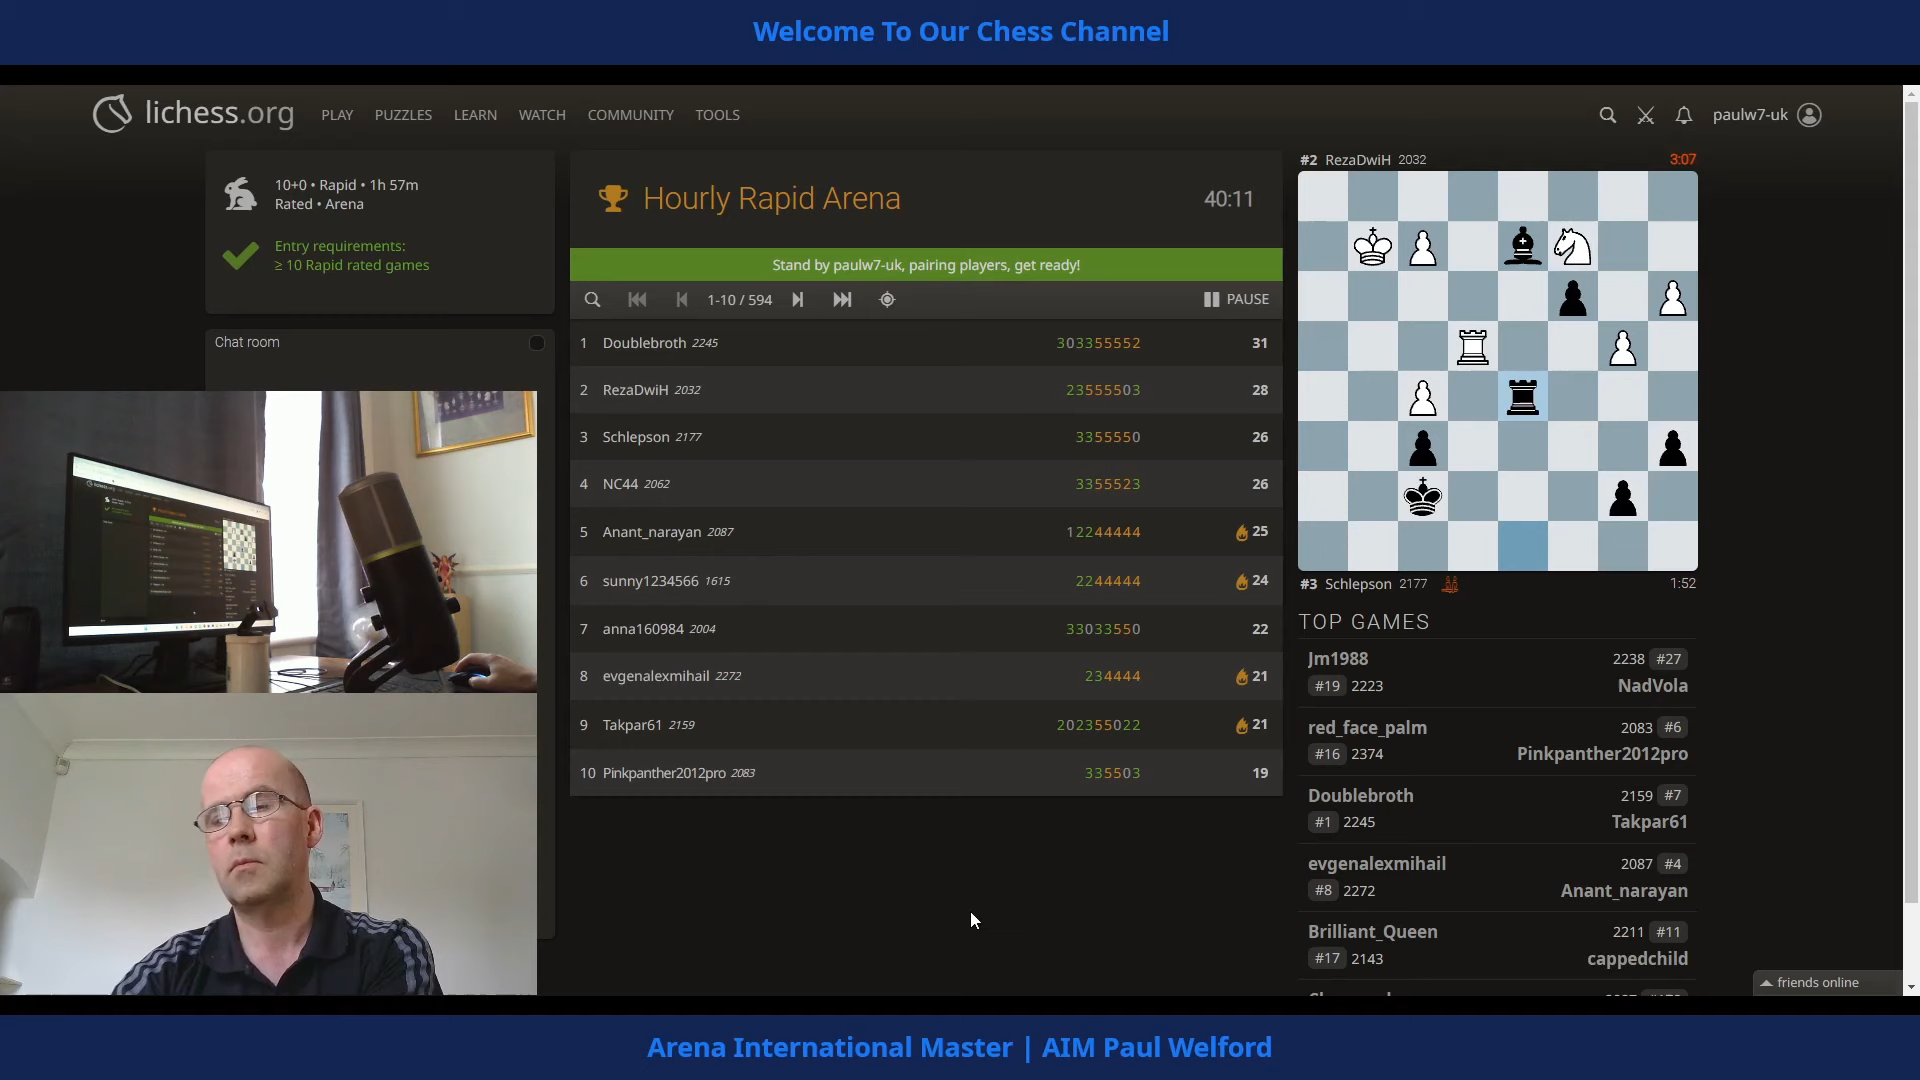 Welcome To Our Chess Channel
lichess.org PLAY PUZZLES LEARN WATCH COMMUNITY TOOLS paulw7-uk
10+0 • Rapid • 1h 57m
Rated • Arena
Entry requirements:
≥ 10 Rapid rated games
Chat room
Hourly Rapid Arena 40:11
Stand by paulw7-uk, pairing players, get ready!
1-10 / 594 PAUSE
1 Doublebroth 2245 303355552 31
2 RezaDwiH 2032 23555503 28
3 Schlepson 2177 3355550 26
4 NC44 2062 3355523 26
5 Anant_narayan 2087 12244444 25
6 sunny1234566 1615 2244444 24
7 anna160984 2004 33033550 22
8 evgenalexmihail 2272 234444 21
9 Takpar61 2159 202355022 21
10 Pinkpanther2012pro 2083 335503 19
#2 RezaDwiH 2032 3:07
#3 Schlepson 2177 1:52
TOP GAMES
Jm1988 2238 #27
#19 2223 NadVola
red_face_palm 2083 #6
#16 2374 Pinkpanther2012pro
Doublebroth 2159 #7
#1 2245 Takpar61
evgenalexmihail 2087 #4
#8 2272 Anant_narayan
Brilliant_Queen 2211 #11
#17 2143 cappedchild
friends online
Arena International Master | AIM Paul Welford